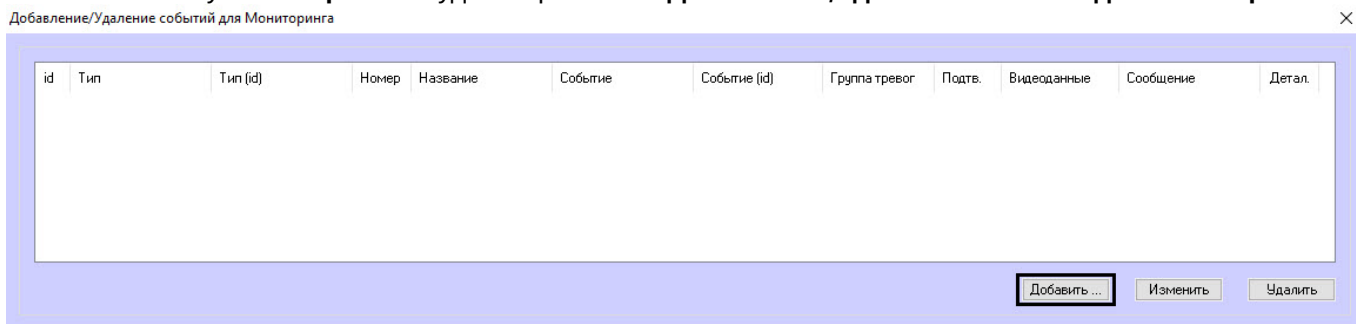 Добавление/Удаление событий для Мониторинга
id Тип Тип (id) Номер Название Событие Событие (id) Группа тревог Подтв. Видеоданные Сообщение Детал.
Добавить ... Изменить Удалить